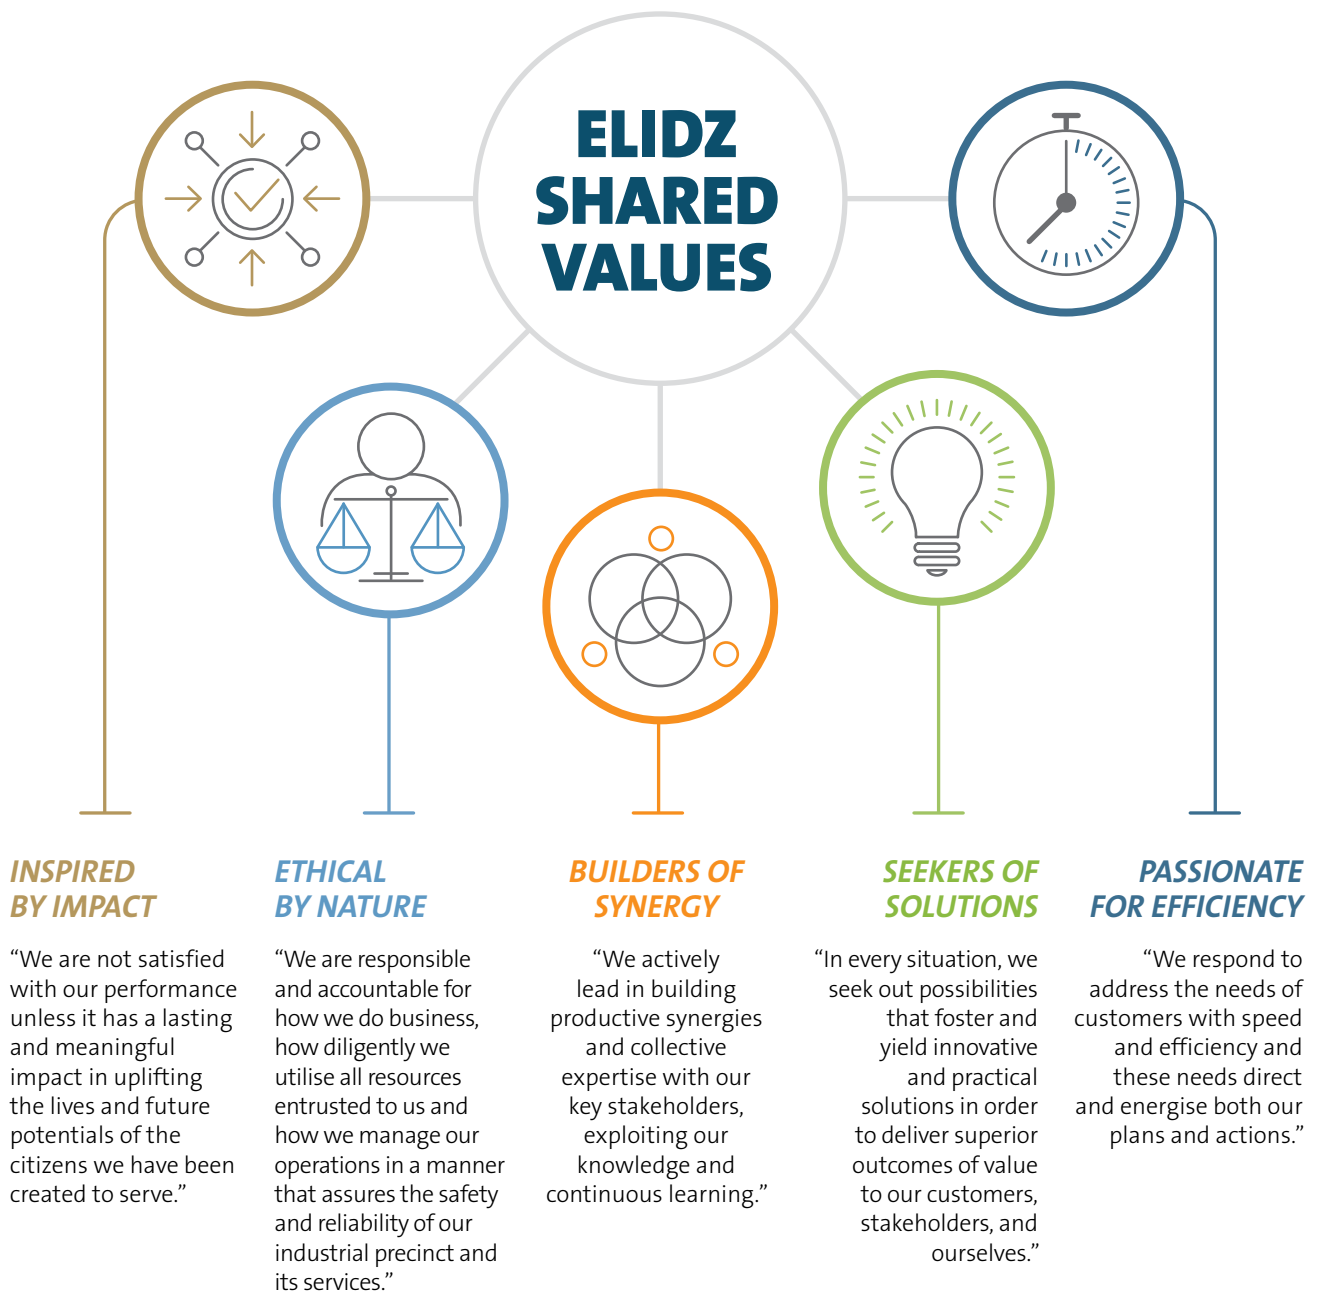 ELIDZ
SHARED
VALUES
INSPIRED
BY IMPACT
“We are not satisfied
with our performance
unless it has a lasting
and meaningful
impact in uplifting
the lives and future
potentials of the
citizens we have been
created to serve.”
ETHICAL
BY NATURE
“We are responsible
and accountable for
how we do business,
how diligently we
utilise all resources
entrusted to us and
how we manage our
operations in a manner
that assures the safety
and reliability of our
industrial precinct and
its services.”
BUILDERS OF
SYNERGY
“We actively
lead in building
productive synergies
and collective
expertise with our
key stakeholders,
exploiting our
knowledge and
continuous learning.”
SEEKERS OF
SOLUTIONS
“In every situation, we
seek out possibilities
that foster and
yield innovative
and practical
solutions in order
to deliver superior
outcomes of value
to our customers,
stakeholders, and
ourselves.”
PASSIONATE
FOR EFFICIENCY
“We respond to
address the needs of
customers with speed
and efficiency and
these needs direct
and energise both our
plans and actions.”